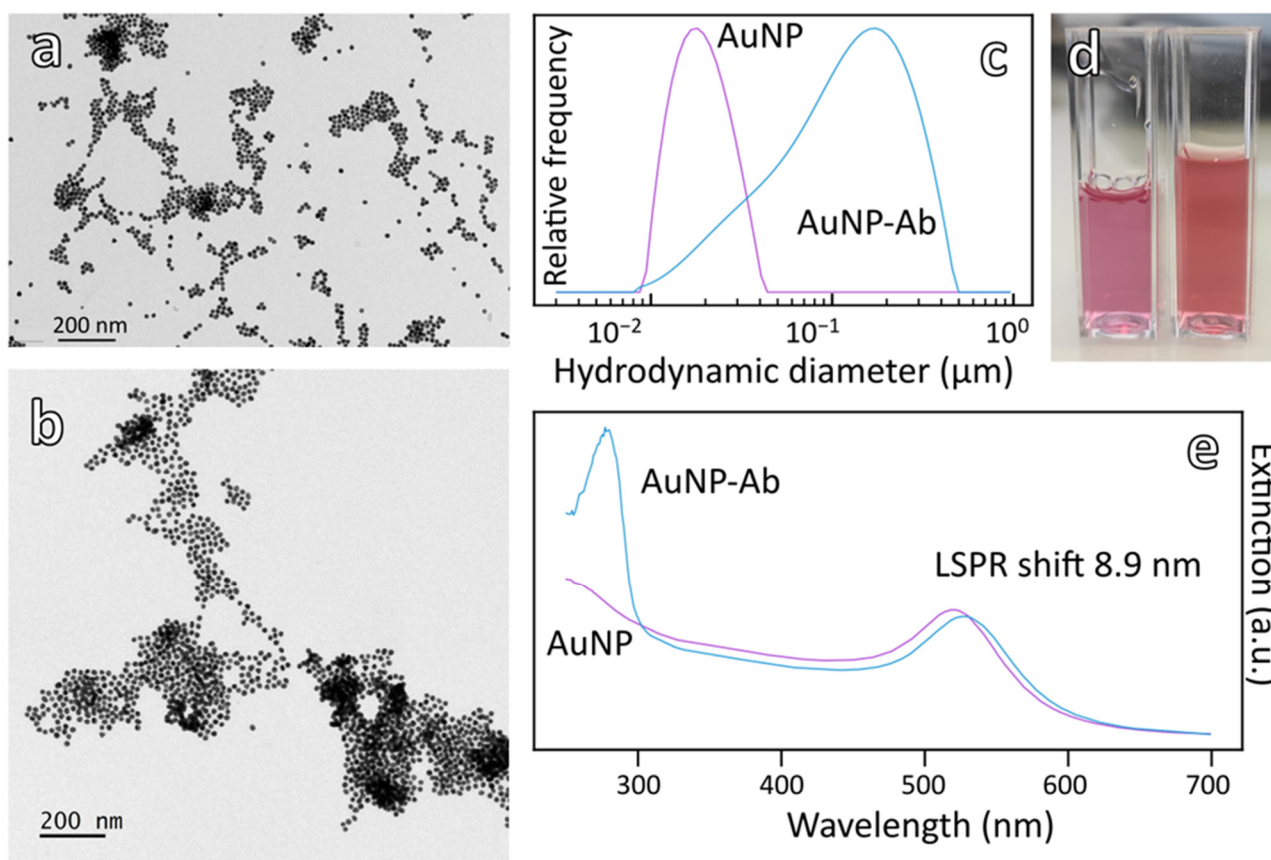 a
200 nm
b
200 nm
c
AuNP
AuNP-Ab
Relative frequency
10⁻²
10⁻¹
10⁰
Hydrodynamic diameter (µm)
d
e
AuNP-Ab
LSPR shift 8.9 nm
AuNP
Extinction (a.u.)
300
400
500
600
700
Wavelength (nm)